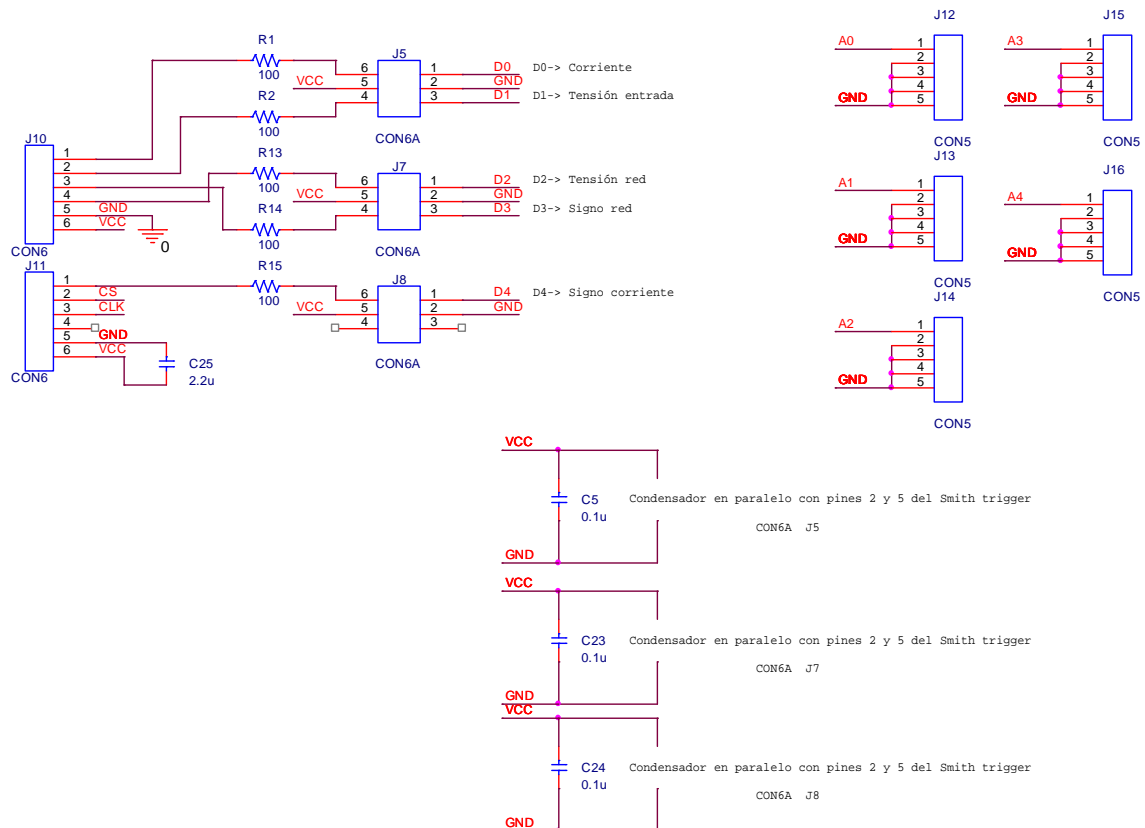 R1
100
R2
100
J5
6
5
4
1
2
3
VCC
CON6A
D0
GND
D1
D0-> Corriente
D1-> Tensión entrada
J10
1
2
3
4
5
6
GND
VCC
0
CON6
R13
100
R14
100
J7
6
5
4
1
2
3
VCC
CON6A
D2
GND
D3
D2-> Tensión red
D3-> Signo red
J11
1
2
3
4
5
6
CS
CLK
GND
VCC
CON6
C25
2.2u
R15
100
J8
6
5
4
1
2
3
VCC
CON6A
D4
GND
D4-> Signo corriente
J12
A0
1
2
3
4
5
GND
CON5
J13
A1
1
2
3
4
5
GND
CON5
J14
A2
1
2
3
4
5
GND
CON5
J15
A3
1
2
3
4
5
GND
CON5
J16
A4
1
2
3
4
5
GND
CON5
VCC
C5
0.1u
GND
Condensador en paralelo con pines 2 y 5 del Smith trigger
CON6A J5
VCC
C23
0.1u
GND
Condensador en paralelo con pines 2 y 5 del Smith trigger
CON6A J7
VCC
C24
0.1u
GND
Condensador en paralelo con pines 2 y 5 del Smith trigger
CON6A J8